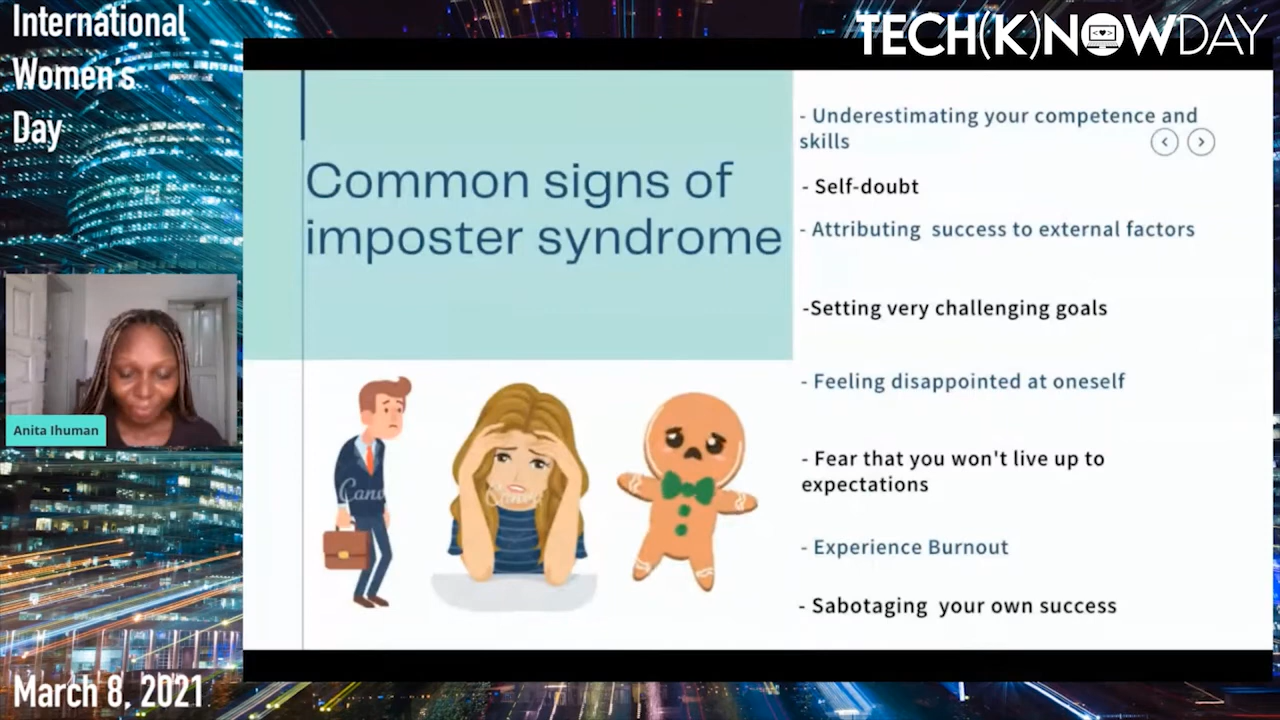 International
Women's
Day
TECH(K)NOWDAY
Common signs of
imposter syndrome
- Underestimating your competence and
skills
- Self-doubt
- Attributing  success to external factors
-Setting very challenging goals
- Feeling disappointed at oneself
- Fear that you won't live up to
expectations
- Experience Burnout
- Sabotaging  your own success
Canva
Canva
Anita Ihuman
March 8, 2021